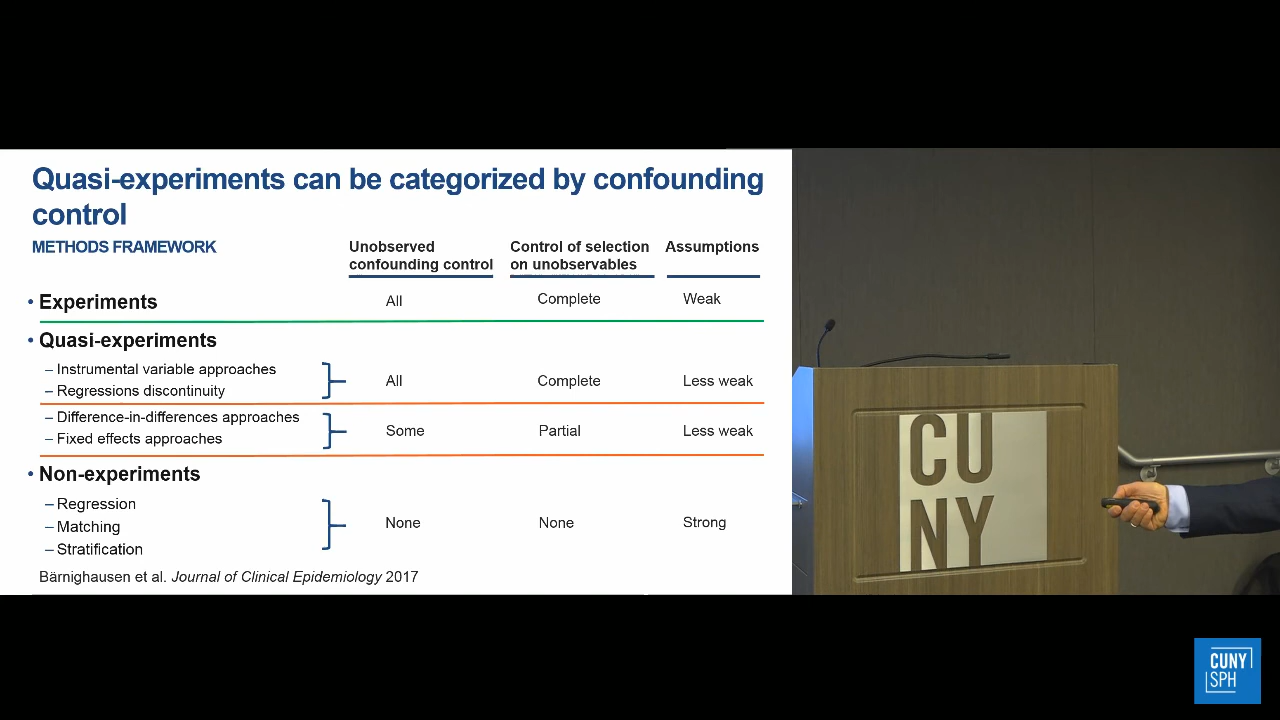 Quasi-experiments can be categorized by confounding
control
METHODS FRAMEWORK
Unobserved
confounding control
Control of selection
on unobservables
Assumptions
• Experiments
All
Complete
Weak
• Quasi-experiments
– Instrumental variable approaches
– Regressions discontinuity
All
Complete
Less weak
– Difference-in-differences approaches
– Fixed effects approaches
Some
Partial
Less weak
• Non-experiments
– Regression
– Matching
– Stratification
None
None
Strong
Bärnighausen et al. Journal of Clinical Epidemiology 2017
CU
NY
CUNY
SPH